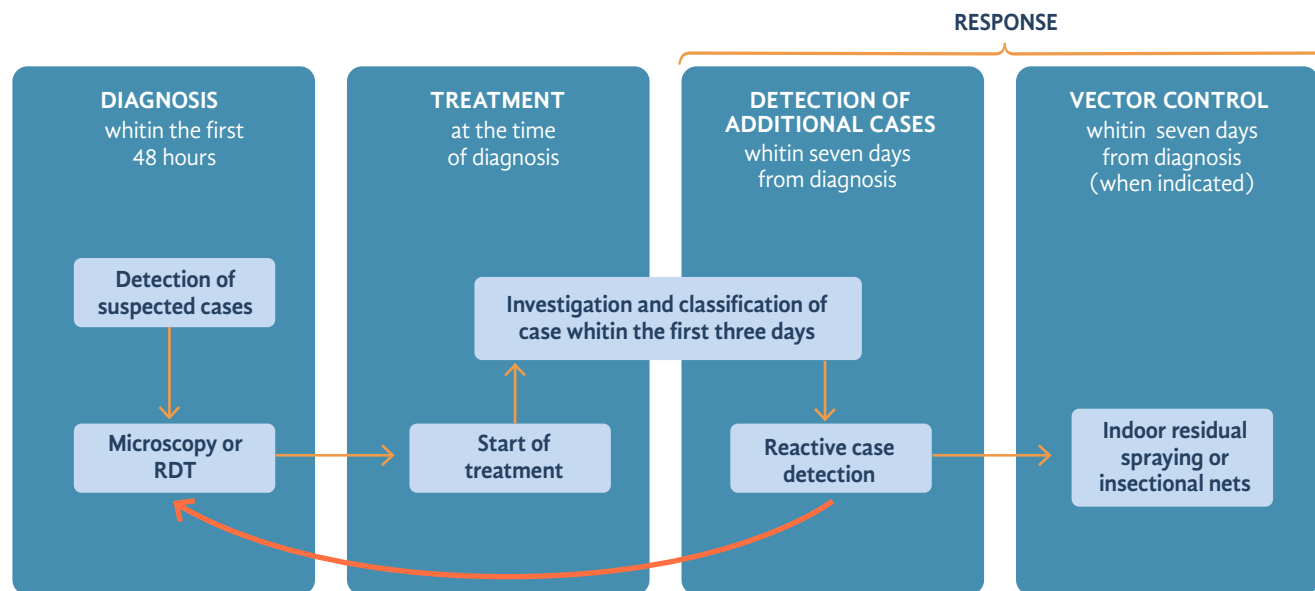 RESPONSE
DIAGNOSIS
whitin the first
48 hours
TREATMENT
at the time
of diagnosis
DETECTION OF
ADDITIONAL CASES
whitin seven days
from diagnosis
VECTOR CONTROL
whitin seven days
from diagnosis
(when indicated)
Detection of
suspected cases
Investigation and classification of
case whitin the first three days
Microscopy or
RDT
Start of
treatment
Reactive case
detection
Indoor residual
spraying or
insectional nets